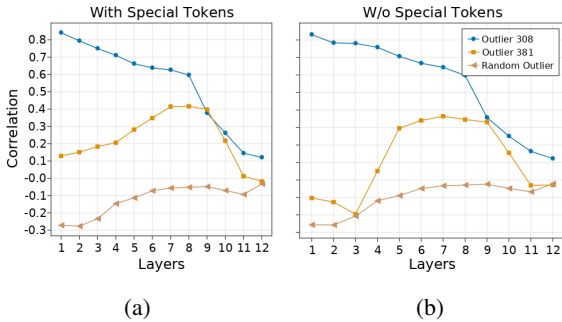 With Special Tokens
W/o Special Tokens
Correlation
0.8
0.7
0.6
0.5
0.4
0.3
0.2
0.1
-0.0
-0.1
-0.2
-0.3
Outlier 308
Outlier 381
Random Outlier
1 2 3 4 5 6 7 8 9 10 11 12
1 2 3 4 5 6 7 8 9 10 11 12
Layers
Layers
(a)
(b)